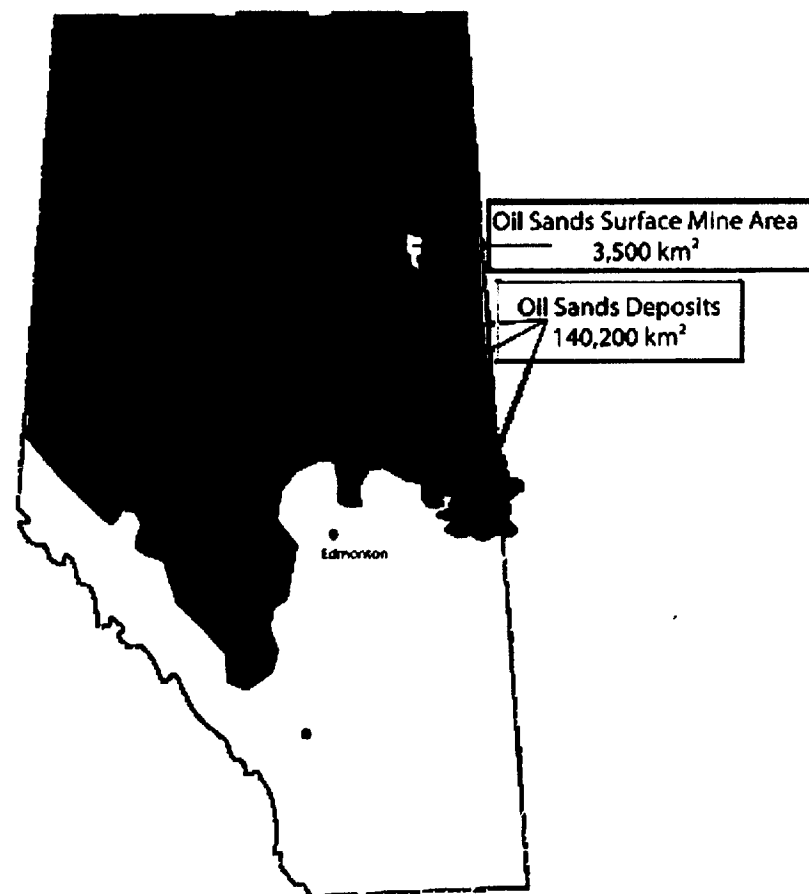 Oil Sands Surface Mine Area
3,500 km²
Oil Sands Deposits
140,200 km²
Edmonton